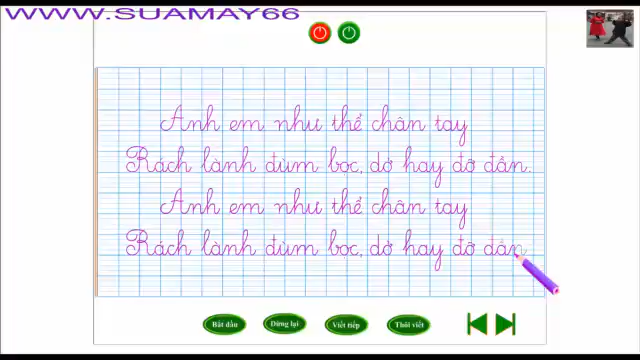 WWW.SUAMAY66
Anh em như thể chân tay
Rách lành đùm bọc, dở hay đỡ đần.
Anh em như thể chân tay
Rách lành đùm bọc, dở hay đỡ đần
Bắt đầu Dừng lại Viết tiếp Thôi viết